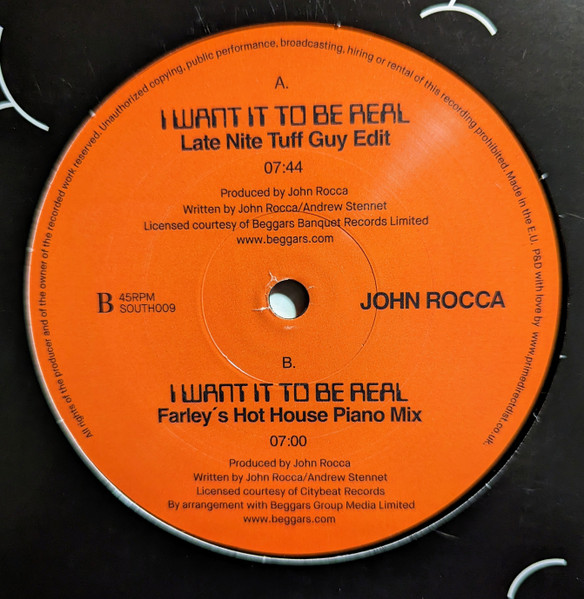 All rights of the producer and of the owner of the recorded work reserved. Unauthorized copying, public performance, broadcasting, hiring or rental of this recording prohibited. Made in the E.U. P&D with love by www.primedirectdist.co.uk.
A.
I WANT IT TO BE REAL
Late Nite Tuff Guy Edit
07:44
Produced by John Rocca
Written by John Rocca/Andrew Stennet
Licensed courtesy of Beggars Banquet Records Limited
www.beggars.com
B 45RPM
SOUTH009
JOHN ROCCA
B.
I WANT IT TO BE REAL
Farley´s Hot House Piano Mix
07:00
Produced by John Rocca
Written by John Rocca/Andrew Stennet
Licensed courtesy of Citybeat Records
By arrangement with Beggars Group Media Limited
www.beggars.com